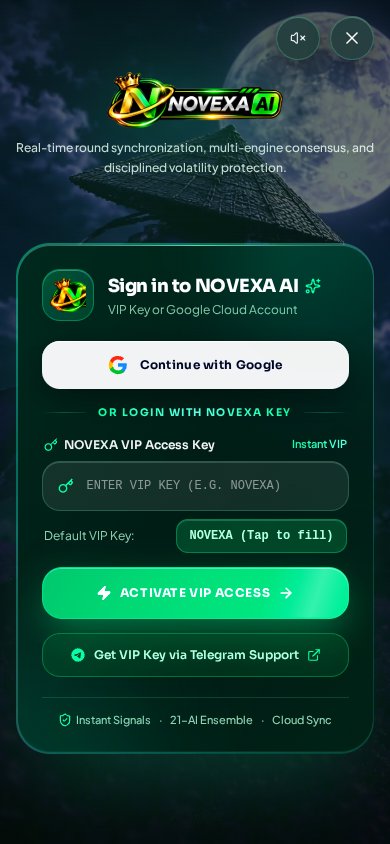 NOVEXA AI
Real-time round synchronization, multi-engine consensus, and
disciplined volatility protection.
N
Sign in to NOVEXA AI
VIP Key or Google Cloud Account
Continue with Google
OR LOGIN WITH NOVEXA KEY
NOVEXA VIP Access Key
Instant VIP
ENTER VIP KEY (E.G. NOVEXA)
Default VIP Key:
NOVEXA (Tap to fill)
ACTIVATE VIP ACCESS →
Get VIP Key via Telegram Support
Instant Signals · 21-AI Ensemble · Cloud Sync